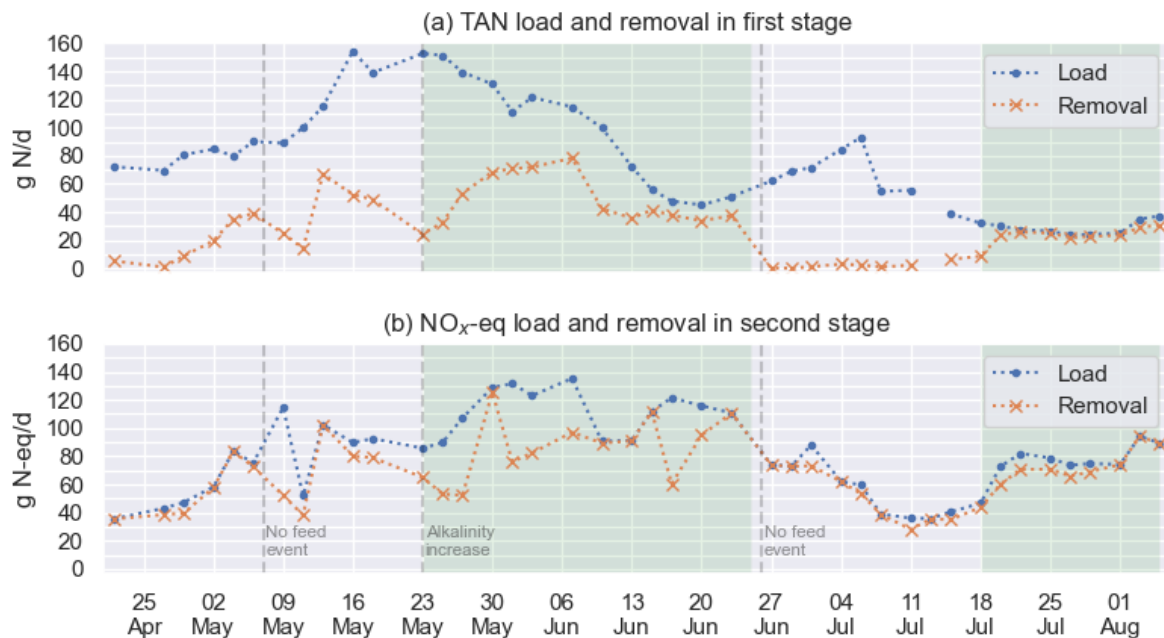 (a) TAN load and removal in first stage
160
140
120
100
80
60
40
20
0
g N/d
Load
Removal
(b) NOₓ-eq load and removal in second stage
160
140
120
100
80
60
40
20
0
g N-eq/d
Load
Removal
No feed
event
Alkalinity
increase
No feed
event
25 02 09 16 23 30 06 13 20 27 04 11 18 25 01
Apr May May May May May Jun Jun Jun Jun Jul Jul Jul Jul Aug